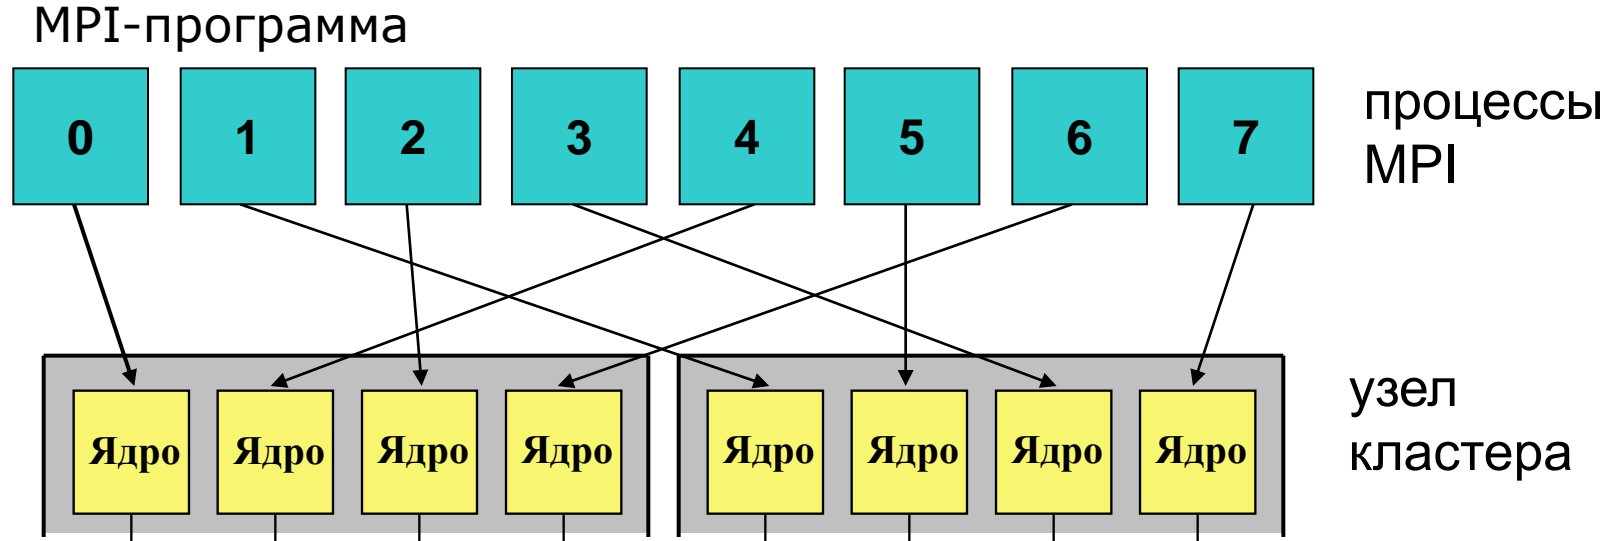 MPI-программа
0 1 2 3 4 5 6 7
процессы
MPI
узел
кластера
Ядро Ядро Ядро Ядро Ядро Ядро Ядро Ядро